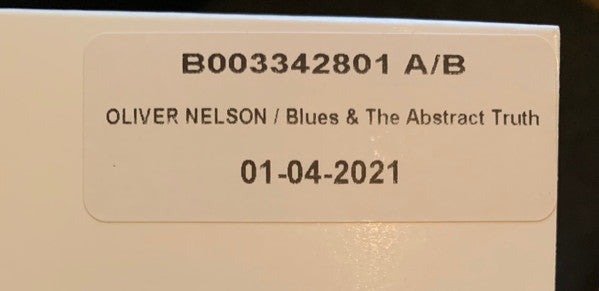 B003342801 A/B
OLIVER NELSON / Blues & The Abstract Truth
01-04-2021